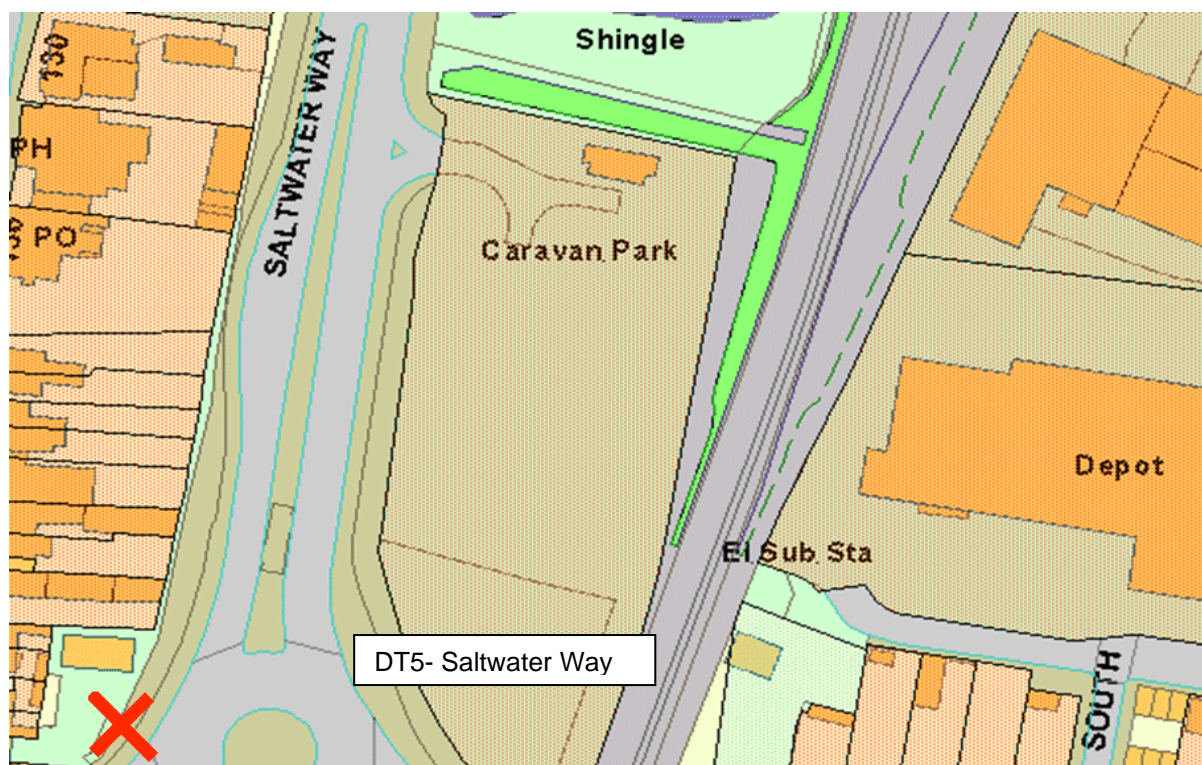 Shingle
130
SALTWATER WAY
PH
PO
Caravan Park
Depot
El Sub Sta
DT5- Saltwater Way
SOUTH